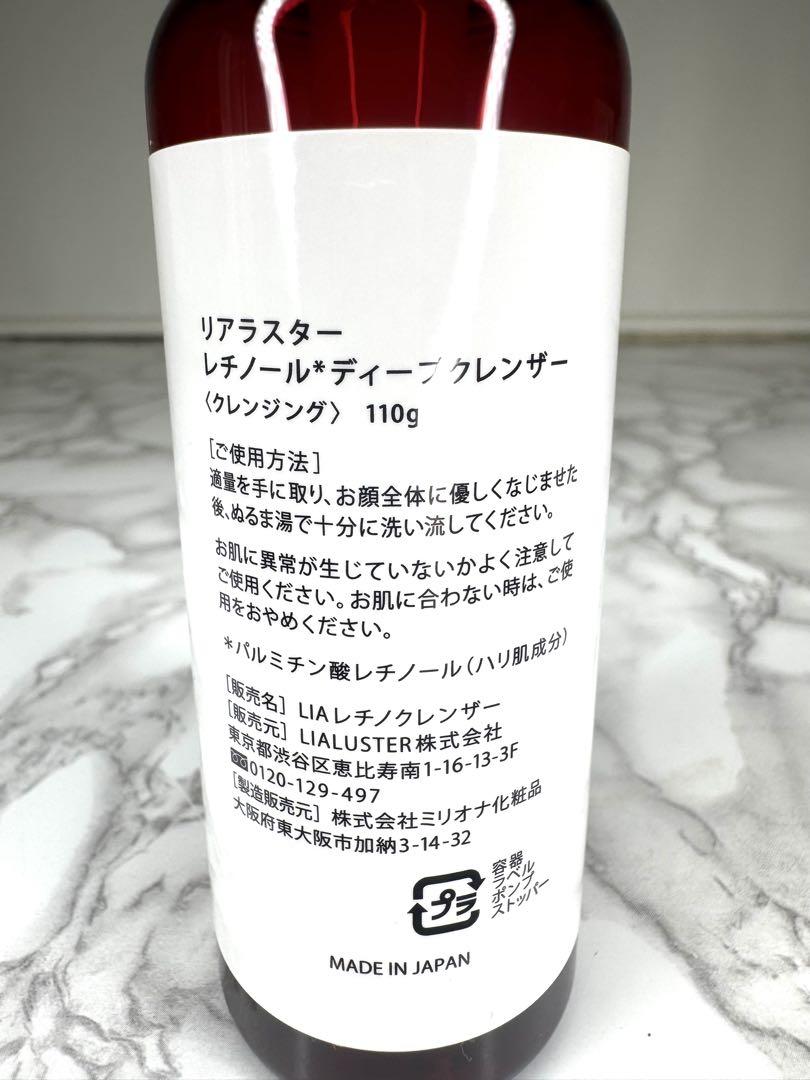 リアラスター
レチノール*ディープクレンザー
〈クレンジング〉 110g
[ご使用方法]
適量を手に取り、お顔全体に優しくなじませた
後、ぬるま湯で十分に洗い流してください。
お肌に異常が生じていないかよく注意して
ご使用ください。お肌に合わない時は、ご使
用をおやめください。
*パルミチン酸レチノール(ハリ肌成分)
[販売名] LIAレチノクレンザー
[販売元] LIALUSTER株式会社
東京都渋谷区恵比寿南1-16-13-3F
0120-129-497
[製造販売元] 株式会社ミリオナ化粧品
大阪府東大阪市加納3-14-32
プラ
容器
ラベル
ポンプ
ストッパー
MADE IN JAPAN